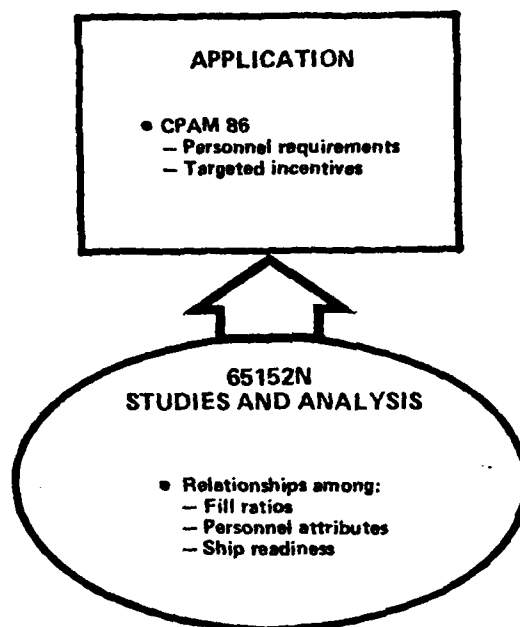 APPLICATION
• CPAM 86
— Personnel requirements
— Targeted incentives
65152N
STUDIES AND ANALYSIS
• Relationships among:
— Fill ratios
— Personnel attributes
— Ship readiness